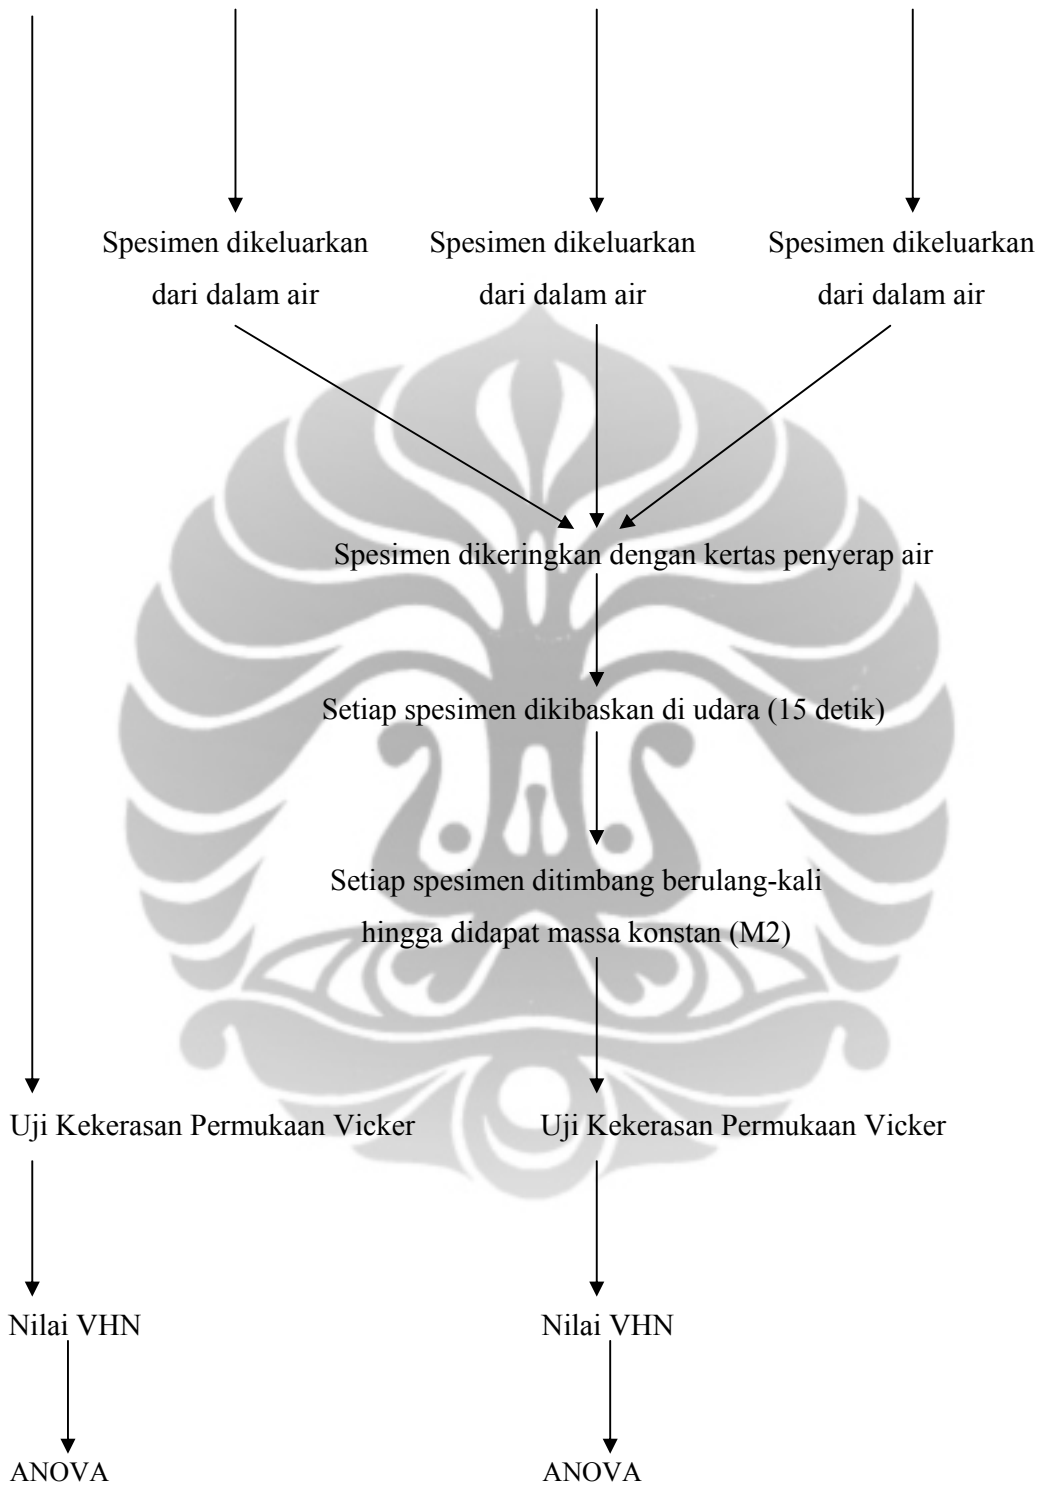 Spesimen dikeluarkan
dari dalam air
Spesimen dikeluarkan
dari dalam air
Spesimen dikeluarkan
dari dalam air
Spesimen dikeringkan dengan kertas penyerap air
Setiap spesimen dikibaskan di udara (15 detik)
Setiap spesimen ditimbang berulang-kali
hingga didapat massa konstan (M2)
Uji Kekerasan Permukaan Vicker
Uji Kekerasan Permukaan Vicker
Nilai VHN
Nilai VHN
ANOVA
ANOVA